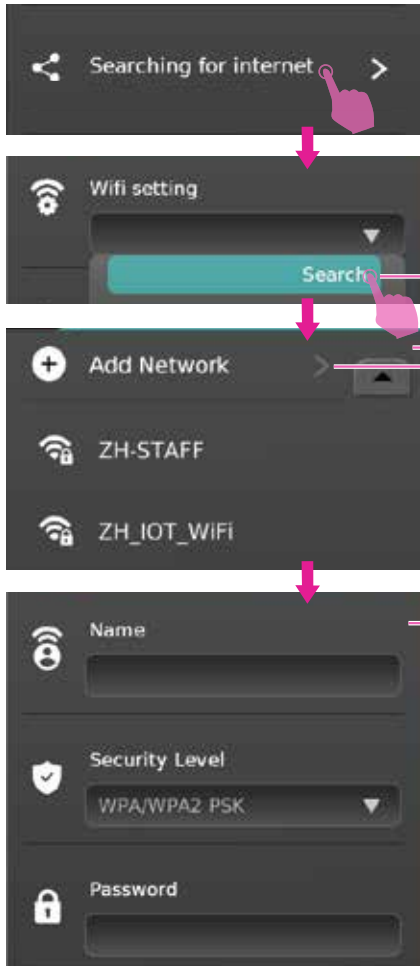 Searching for internet
Wifi setting
Search
Add Network
ZH-STAFF
ZH_IOT_WiFi
Name
Security Level
WPA/WPA2 PSK
Password